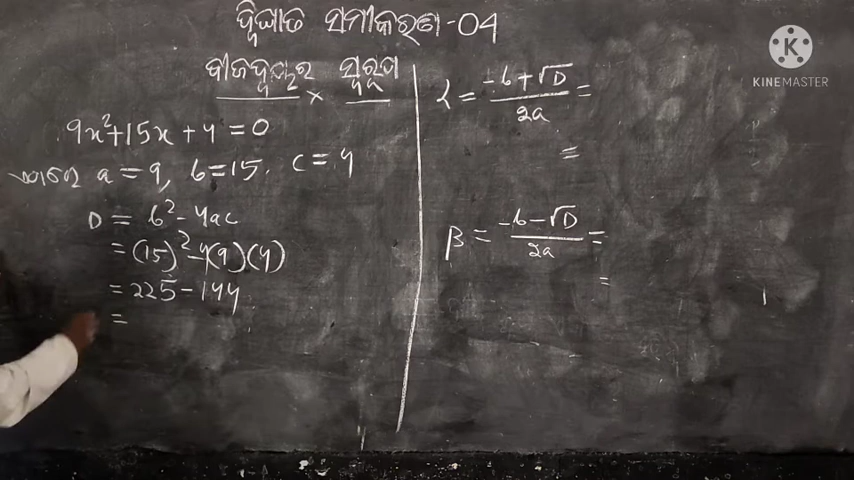 ଦ୍ୱିଘାତ ସମୀକରଣ-04
ବୀଜଦ୍ୱୟର ସ୍ୱରୂପ
×
9x²+15x+4=0
ଏଠାରେ a=9, b=15. c=4
D = b²-4ac
= (15)²-4(9)(4)
= 225-144
=
α = -b+√D / 2a =
=
β = -b-√D / 2a =
=
KINEMASTER